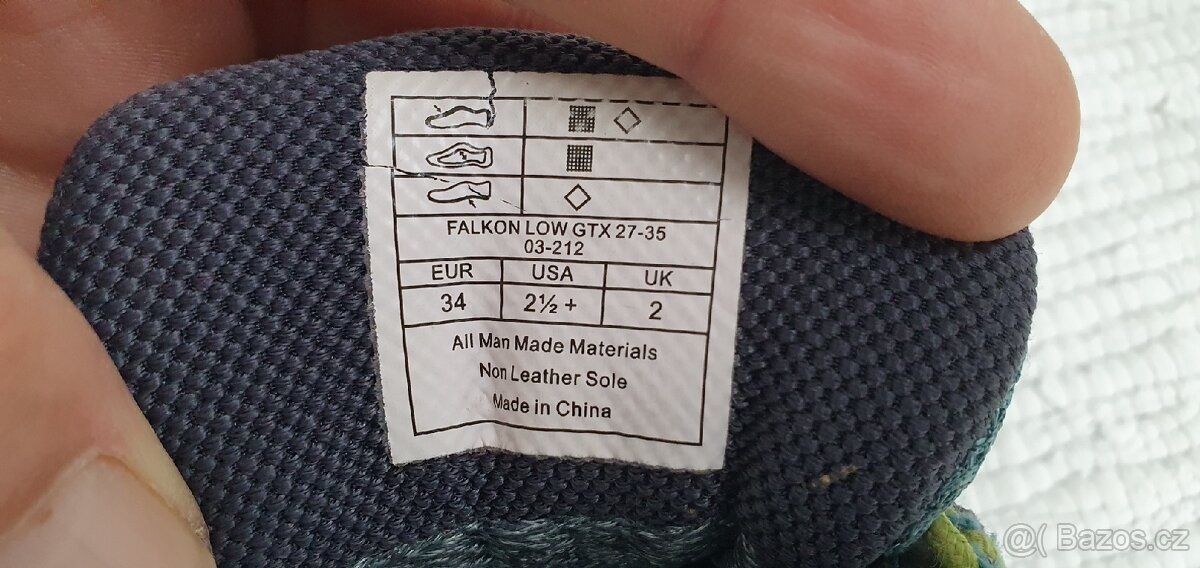 FALKON LOW GTX 27-35
03-212
EUR USA UK
34 2½ + 2
All Man Made Materials
Non Leather Sole
Made in China
@( Bazos.cz